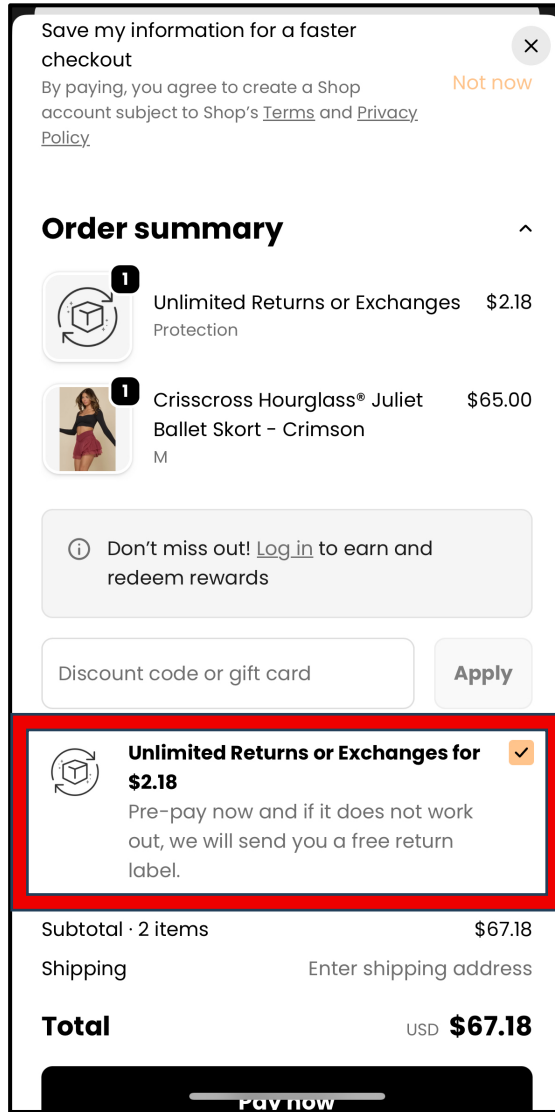 Save my information for a faster
checkout
By paying, you agree to create a Shop
account subject to Shop’s Terms and Privacy
Policy
Not now
Order summary
1
Unlimited Returns or Exchanges $2.18
Protection
1
Crisscross Hourglass® Juliet $65.00
Ballet Skort - Crimson
M
Don’t miss out! Log in to earn and
redeem rewards
Discount code or gift card Apply
Unlimited Returns or Exchanges for
$2.18
Pre-pay now and if it does not work
out, we will send you a free return
label.
Subtotal · 2 items $67.18
Shipping Enter shipping address
Total USD $67.18
Pay now